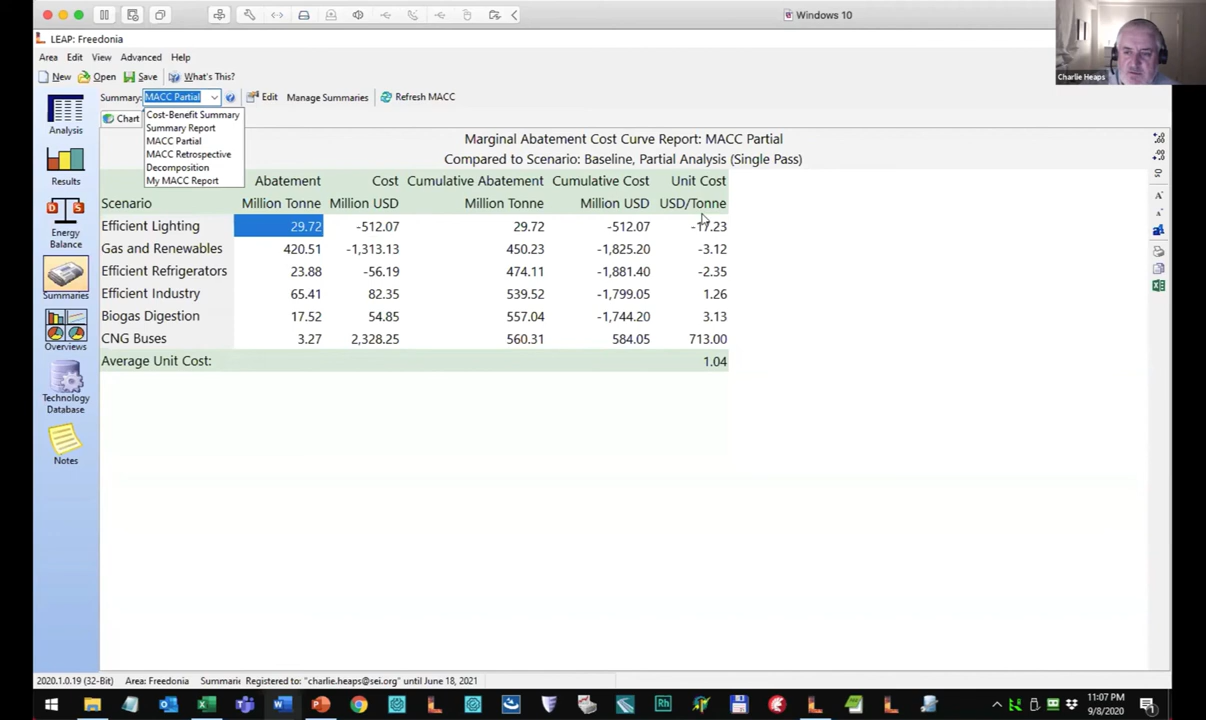 Windows 10
LEAP: Freedonia
Area Edit View Advanced Help
New Open Save What's This?
Summary: MACC Partial Edit Manage Summaries Refresh MACC
Chart
Cost-Benefit Summary
Summary Report
MACC Partial
MACC Retrospective
Decomposition
My MACC Report
Analysis
Results
Energy
Balance
Summaries
Overviews
Technology
Database
Notes
Charlie Heaps
Marginal Abatement Cost Curve Report: MACC Partial
Compared to Scenario: Baseline, Partial Analysis (Single Pass)
Abatement Cost Cumulative Abatement Cumulative Cost Unit Cost
Scenario Million Tonne Million USD Million Tonne Million USD USD/Tonne
Efficient Lighting 29.72 -512.07 29.72 -512.07 -17.23
Gas and Renewables 420.51 -1,313.13 450.23 -1,825.20 -3.12
Efficient Refrigerators 23.88 -56.19 474.11 -1,881.40 -2.35
Efficient Industry 65.41 82.35 539.52 -1,799.05 1.26
Biogas Digestion 17.52 54.85 557.04 -1,744.20 3.13
CNG Buses 3.27 2,328.25 560.31 584.05 713.00
Average Unit Cost: 1.04
2020.1.0.19 (32-Bit) Area: Freedonia Summaries Registered to: "charlie.heaps@sei.org" until June 18, 2021
11:07 PM
9/8/2020